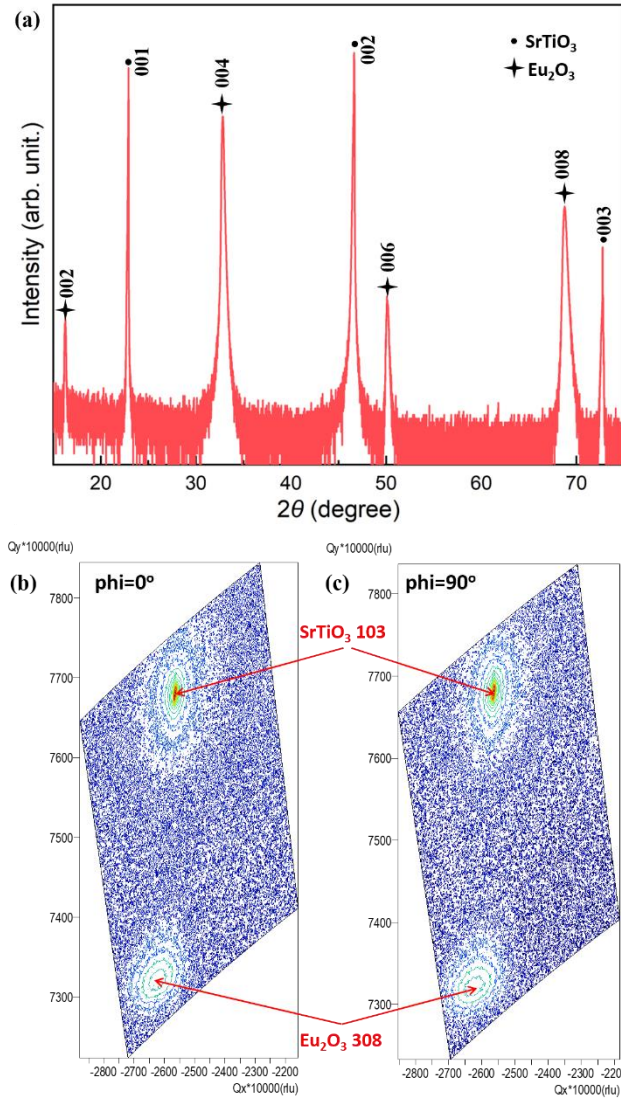 (a)
SrTiO₃
Eu₂O₃
002
001
004
002
006
008
003
Intensity (arb. unit.)
20
30
40
50
60
70
2θ (degree)
Qy*10000(rlu)
(b)
phi=0°
7800
7700
7600
7500
7400
7300
-2800
-2700
-2600
-2500
-2400
-2300
-2200
Qx*10000(rlu)
SrTiO₃ 103
Eu₂O₃ 308
Qy*10000(rlu)
(c)
phi=90°
7800
7700
7600
7500
7400
7300
-2800
-2700
-2600
-2500
-2400
-2300
-2200
Qx*10000(rlu)